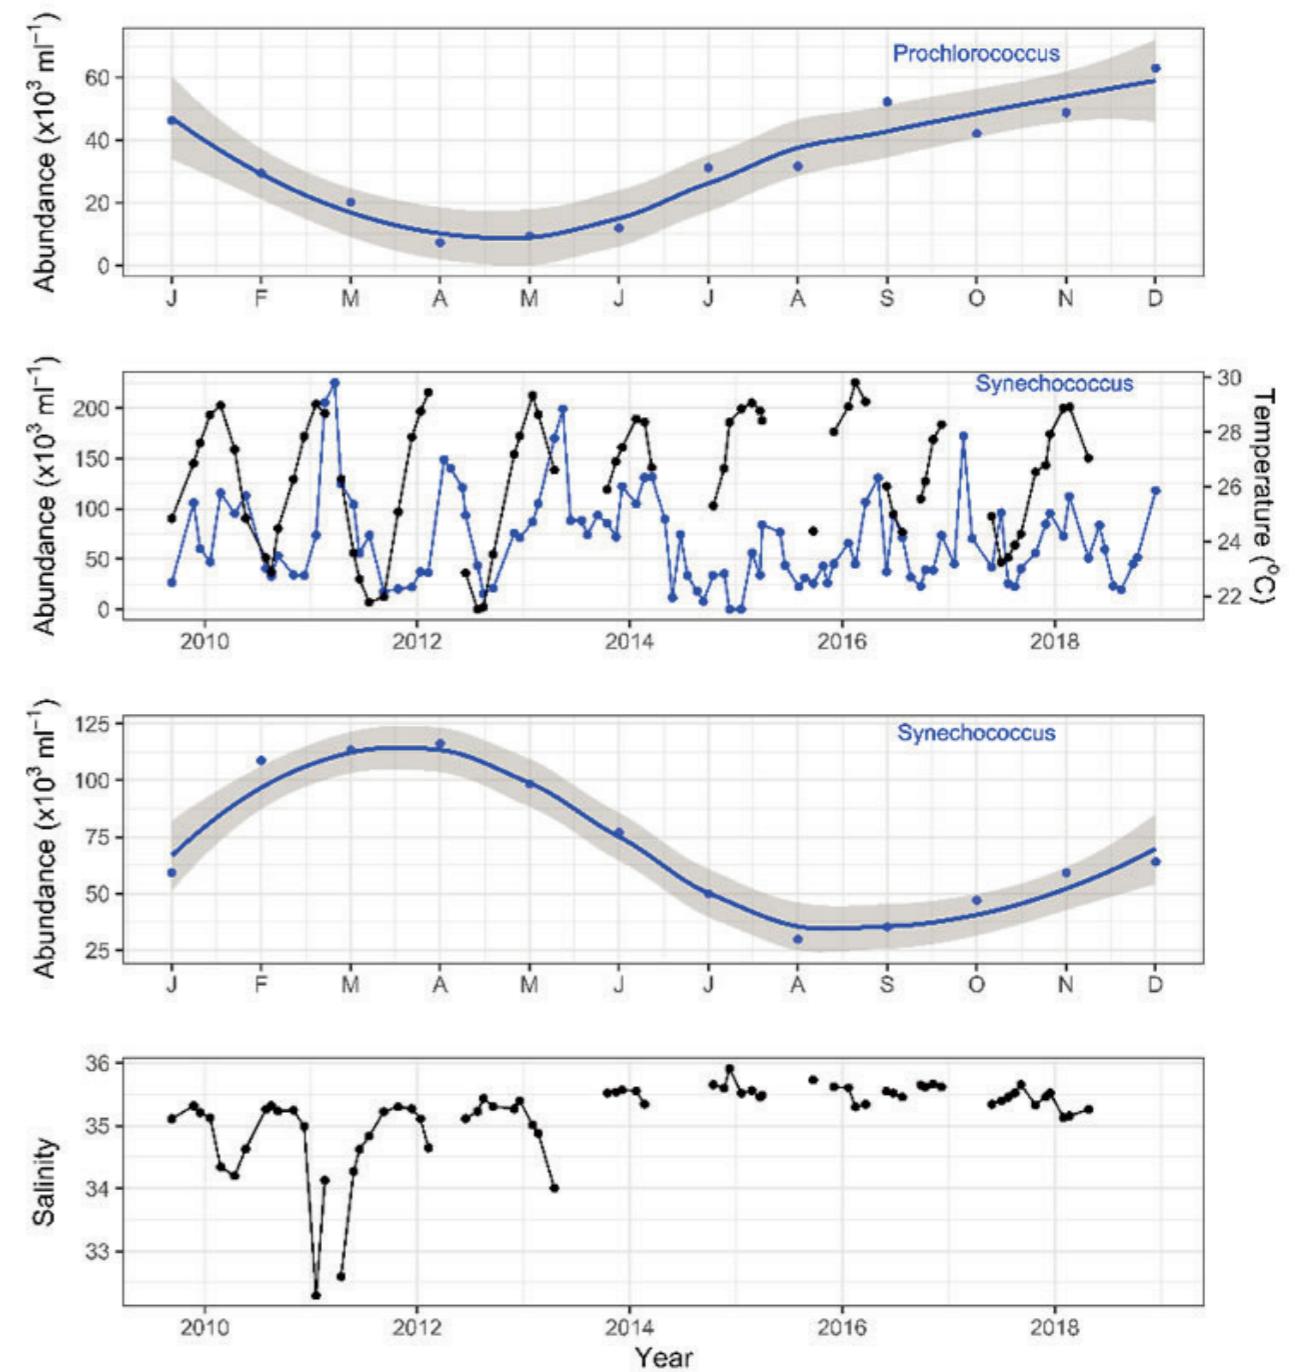 Prochlorococcus
Abundance (x10³ ml⁻¹)
60
40
20
0
J F M A M J J A S O N D
Synechococcus
Abundance (x10³ ml⁻¹)
200
150
100
50
0
30
28
26
24
22
Temperature (⁰C)
2010 2012 2014 2016 2018
Synechococcus
Abundance (x10³ ml⁻¹)
125
100
75
50
25
J F M A M J J A S O N D
Salinity
36
35
34
33
2010 2012 2014 2016 2018
Year